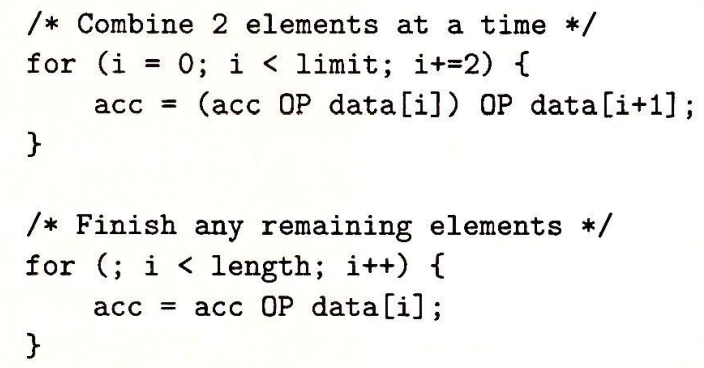 /* Combine 2 elements at a time */
for (i = 0; i < limit; i+=2) {
    acc = (acc OP data[i]) OP data[i+1];
}

/* Finish any remaining elements */
for (; i < length; i++) {
    acc = acc OP data[i];
}